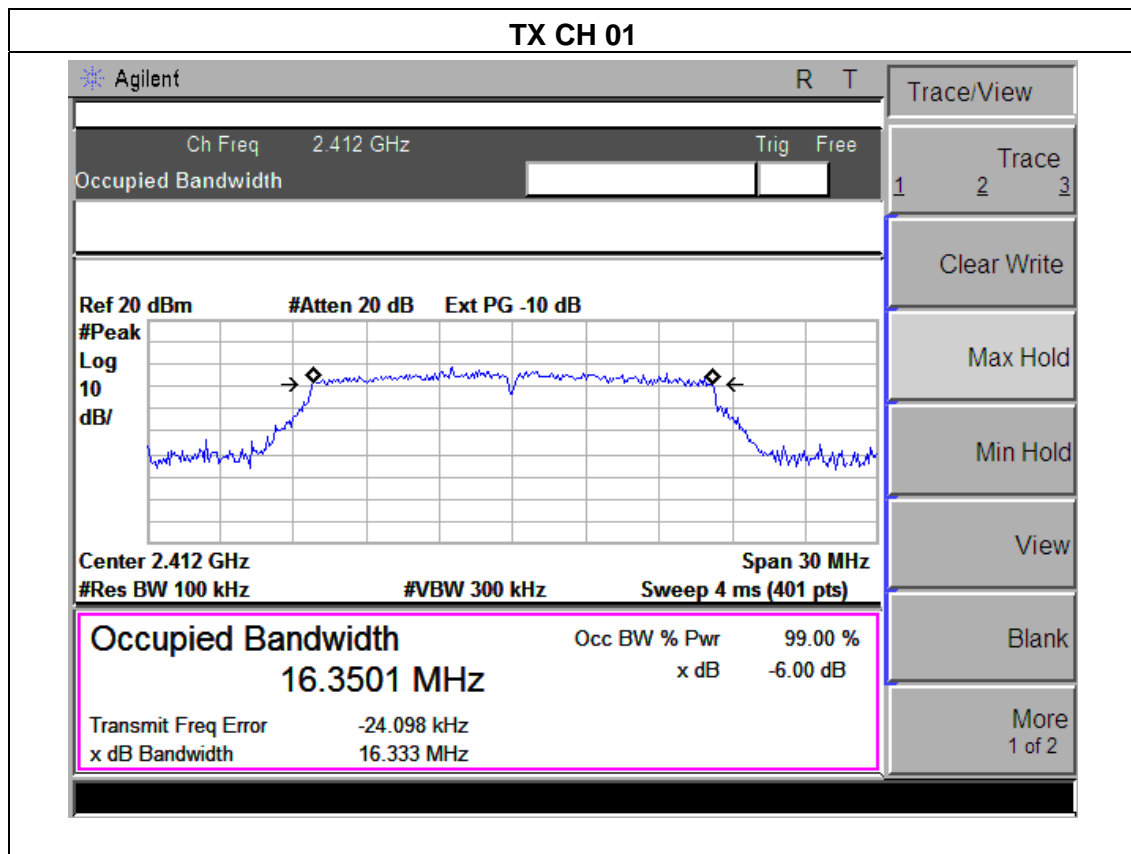 TX CH 01
Agilent R T
Trace/View
Ch Freq 2.412 GHz Trig Free
Occupied Bandwidth
Trace
1 2 3
Clear Write
Max Hold
Min Hold
View
Blank
More
1 of 2
Ref 20 dBm #Atten 20 dB Ext PG -10 dB
#Peak
Log
10
dB/
Center 2.412 GHz Span 30 MHz
#Res BW 100 kHz #VBW 300 kHz Sweep 4 ms (401 pts)
Occupied Bandwidth Occ BW % Pwr 99.00 %
16.3501 MHz x dB -6.00 dB
Transmit Freq Error -24.098 kHz
x dB Bandwidth 16.333 MHz